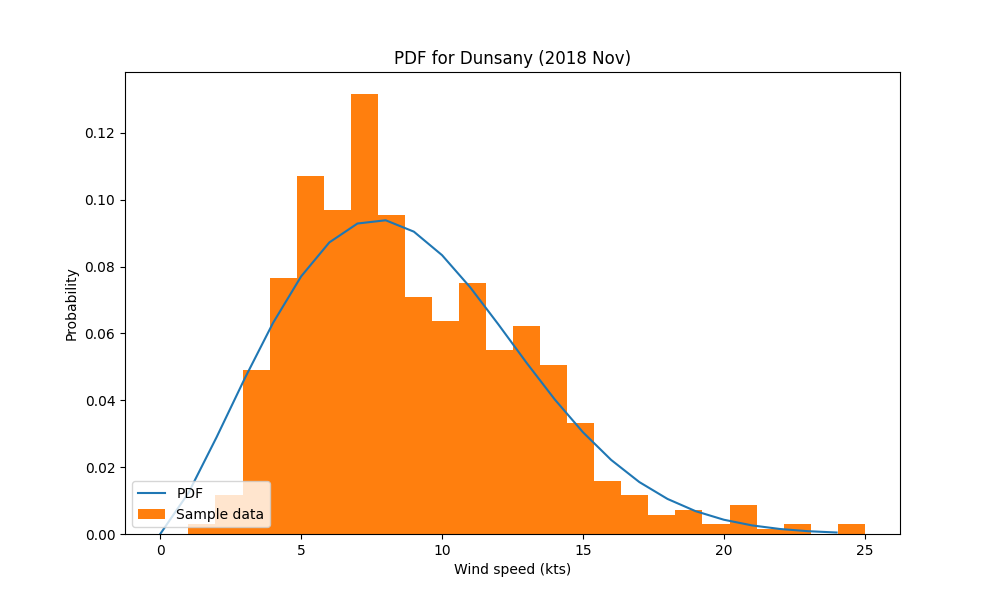 PDF for Dunsany (2018 Nov)
0.12
0.10
0.08
0.06
0.04
0.02
0.00
Probability
PDF
Sample data
0 5 10 15 20 25
Wind speed (kts)